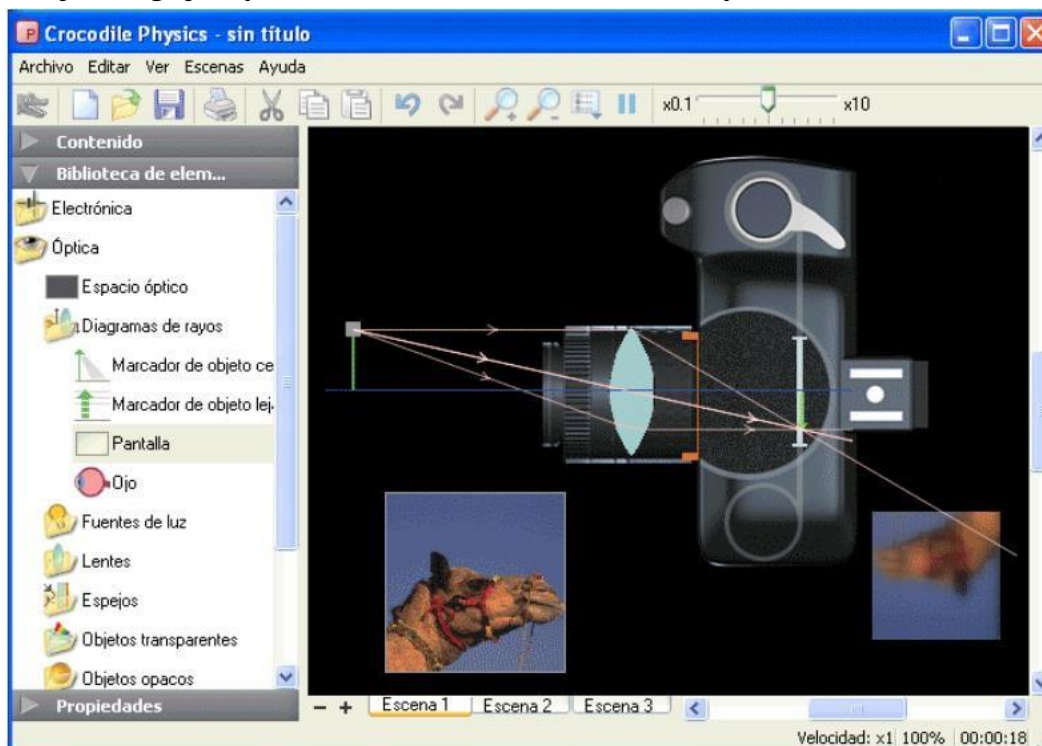 P Crocodile Physics - sin título
Archivo Editar Ver Escenas Ayuda
x0.1 x10
Contenido
Biblioteca de elem...
Electrónica
Óptica
Espacio óptico
Diagramas de rayos
Marcador de objeto ce
Marcador de objeto lej.
Pantalla
Ojo
Fuentes de luz
Lentes
Espejos
Objetos transparentes
Objetos opacos
Propiedades
- + Escena 1 Escena 2 Escena 3
Velocidad: x1 100% 00:00:18